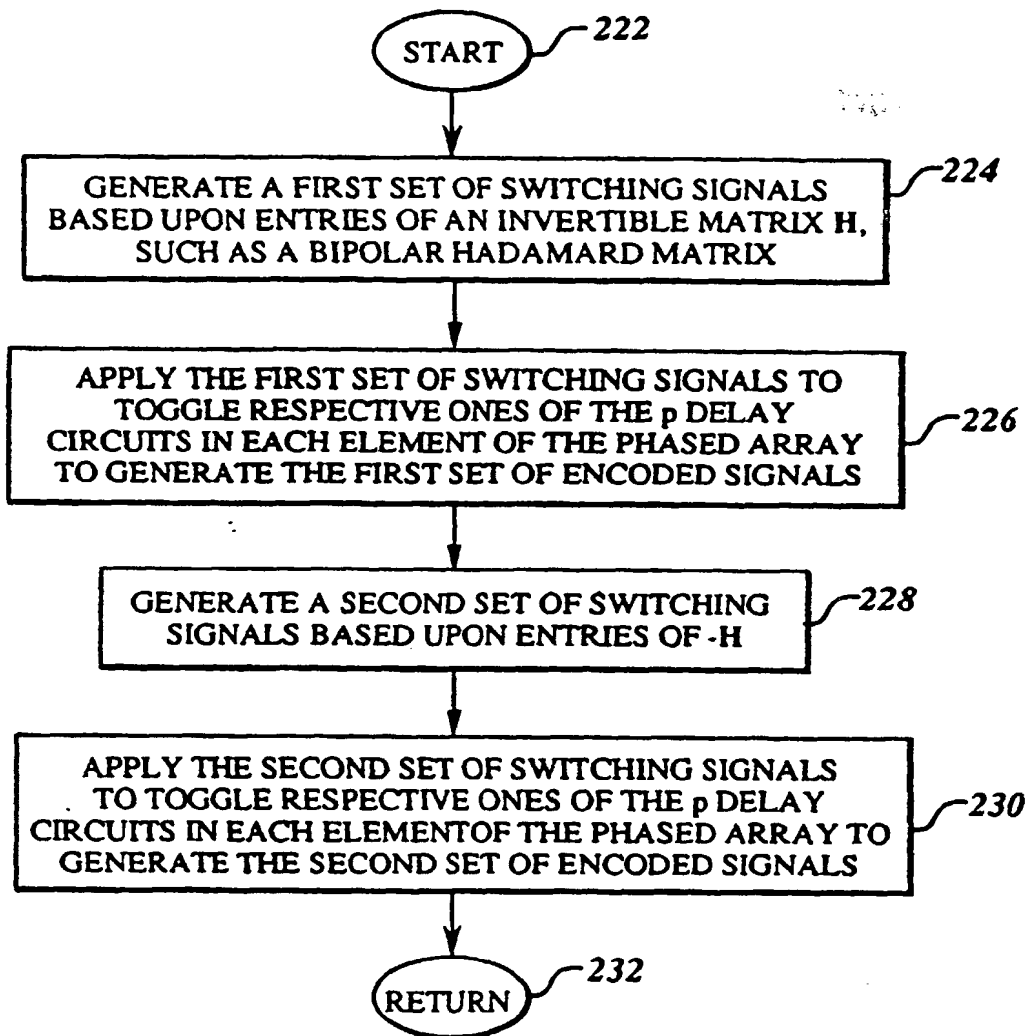 START
222
GENERATE A FIRST SET OF SWITCHING SIGNALS
BASED UPON ENTRIES OF AN INVERTIBLE MATRIX H,
SUCH AS A BIPOLAR HADAMARD MATRIX
224
APPLY THE FIRST SET OF SWITCHING SIGNALS TO
TOGGLE RESPECTIVE ONES OF THE p DELAY
CIRCUITS IN EACH ELEMENT OF THE PHASED ARRAY
TO GENERATE THE FIRST SET OF ENCODED SIGNALS
226
GENERATE A SECOND SET OF SWITCHING
SIGNALS BASED UPON ENTRIES OF -H
228
APPLY THE SECOND SET OF SWITCHING SIGNALS
TO TOGGLE RESPECTIVE ONES OF THE p DELAY
CIRCUITS IN EACH ELEMENTOF THE PHASED ARRAY TO
GENERATE THE SECOND SET OF ENCODED SIGNALS
230
RETURN
232